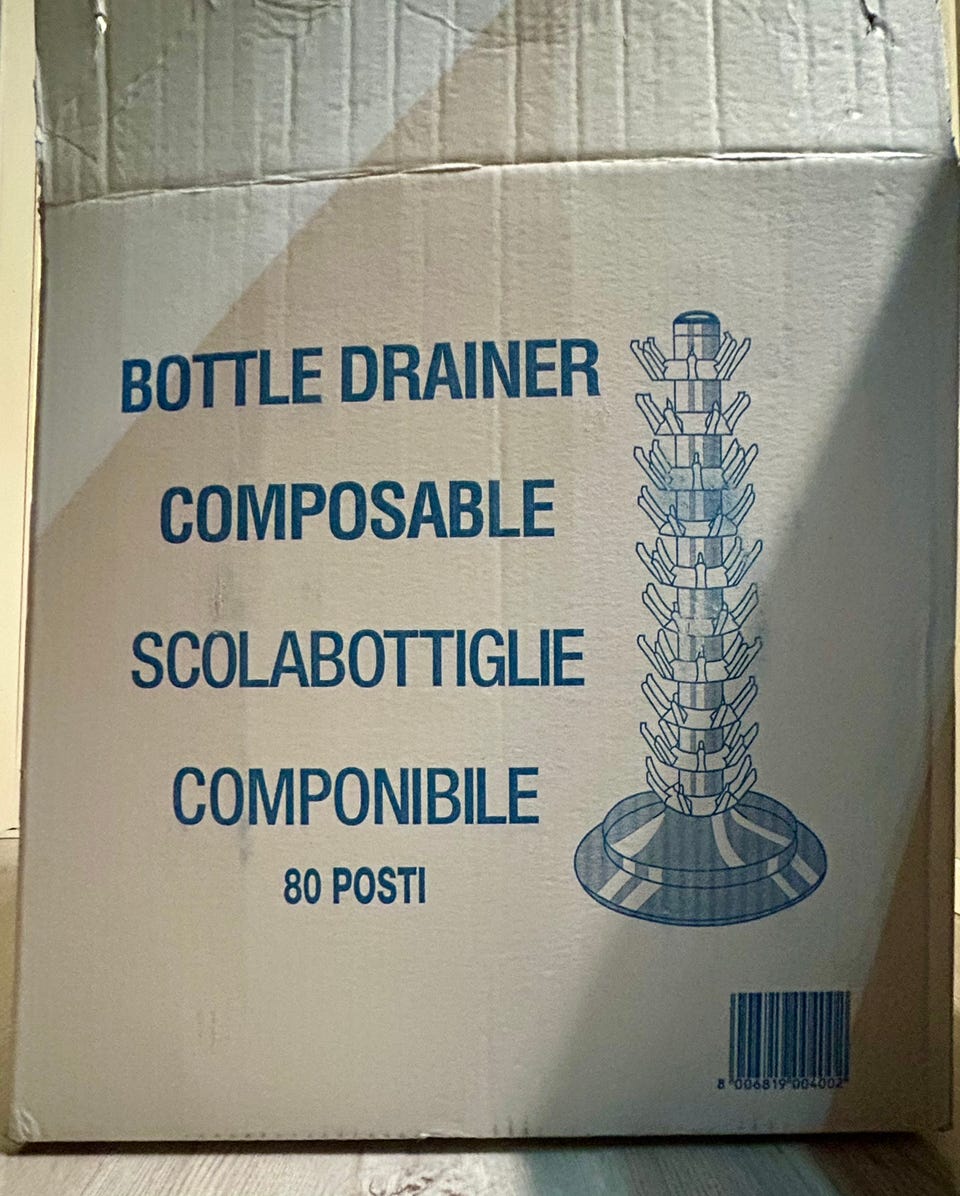 BOTTLE DRAINER
COMPOSABLE
SCOLABOTTIGLIE
COMPONIBILE
80 POSTI
8 006819 004002